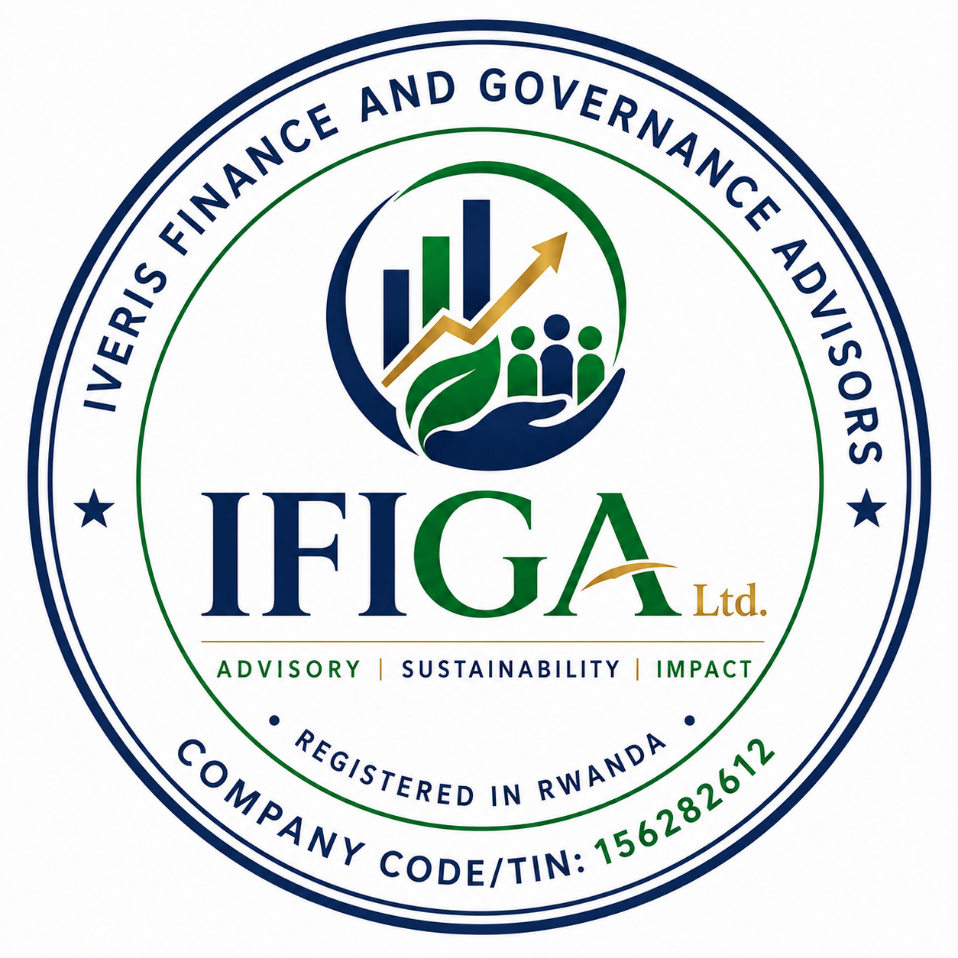 IVERIS FINANCE AND GOVERNANCE ADVISORS
IFIGA Ltd.
ADVISORY | SUSTAINABILITY | IMPACT
• REGISTERED IN RWANDA •
COMPANY CODE/TIN: 156282612